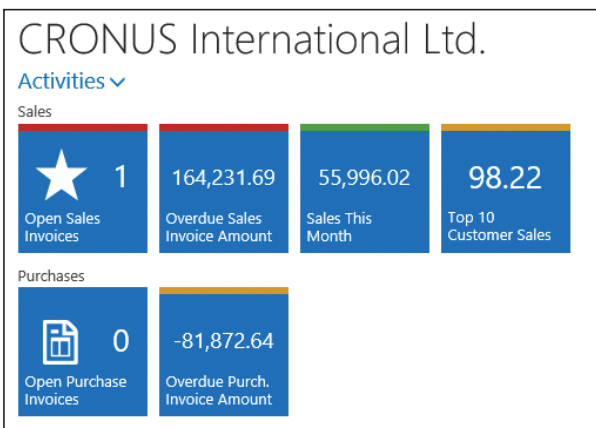 CRONUS International Ltd.
Activities
Sales
1
Open Sales
Invoices
164,231.69
Overdue Sales
Invoice Amount
55,996.02
Sales This
Month
98.22
Top 10
Customer Sales
Purchases
0
Open Purchase
Invoices
-81,872.64
Overdue Purch.
Invoice Amount